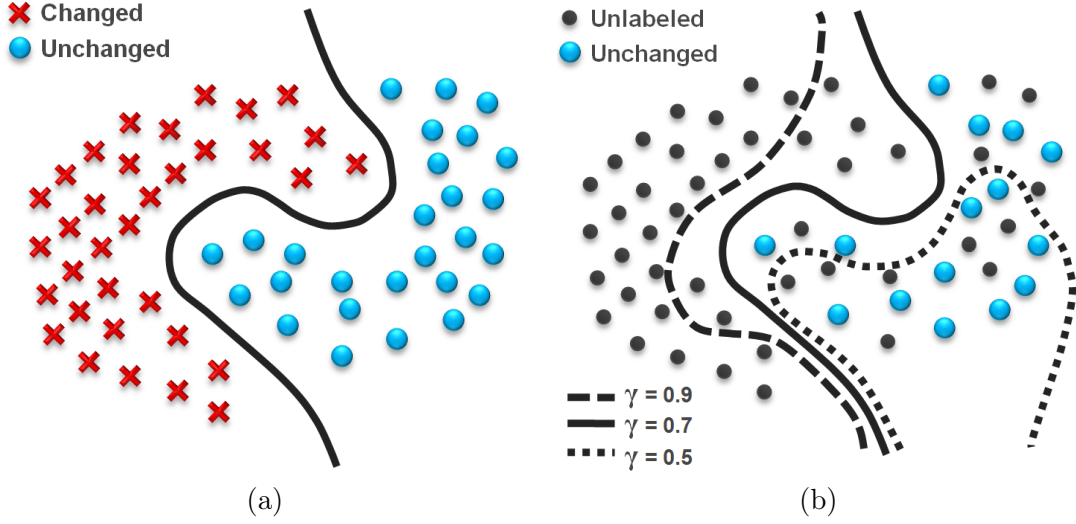 Changed
Unchanged
Unlabeled
Unchanged
γ = 0.9
γ = 0.7
γ = 0.5
(a)
(b)